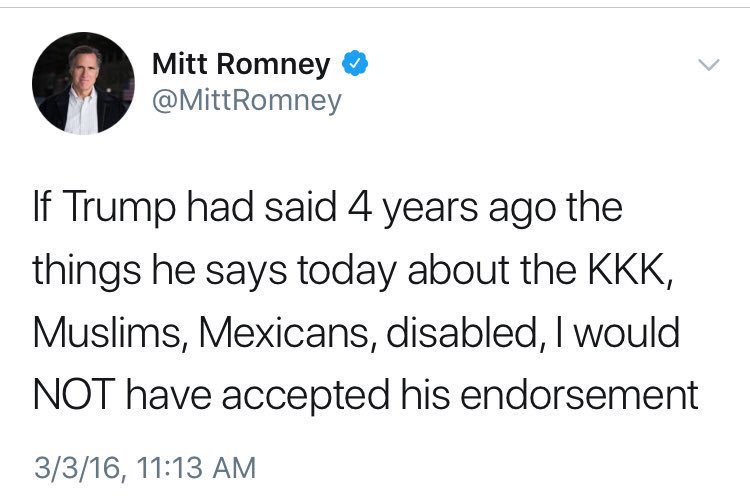 Mitt Romney
@MittRomney
If Trump had said 4 years ago the
things he says today about the KKK,
Muslims, Mexicans, disabled, I would
NOT have accepted his endorsement
3/3/16, 11:13 AM